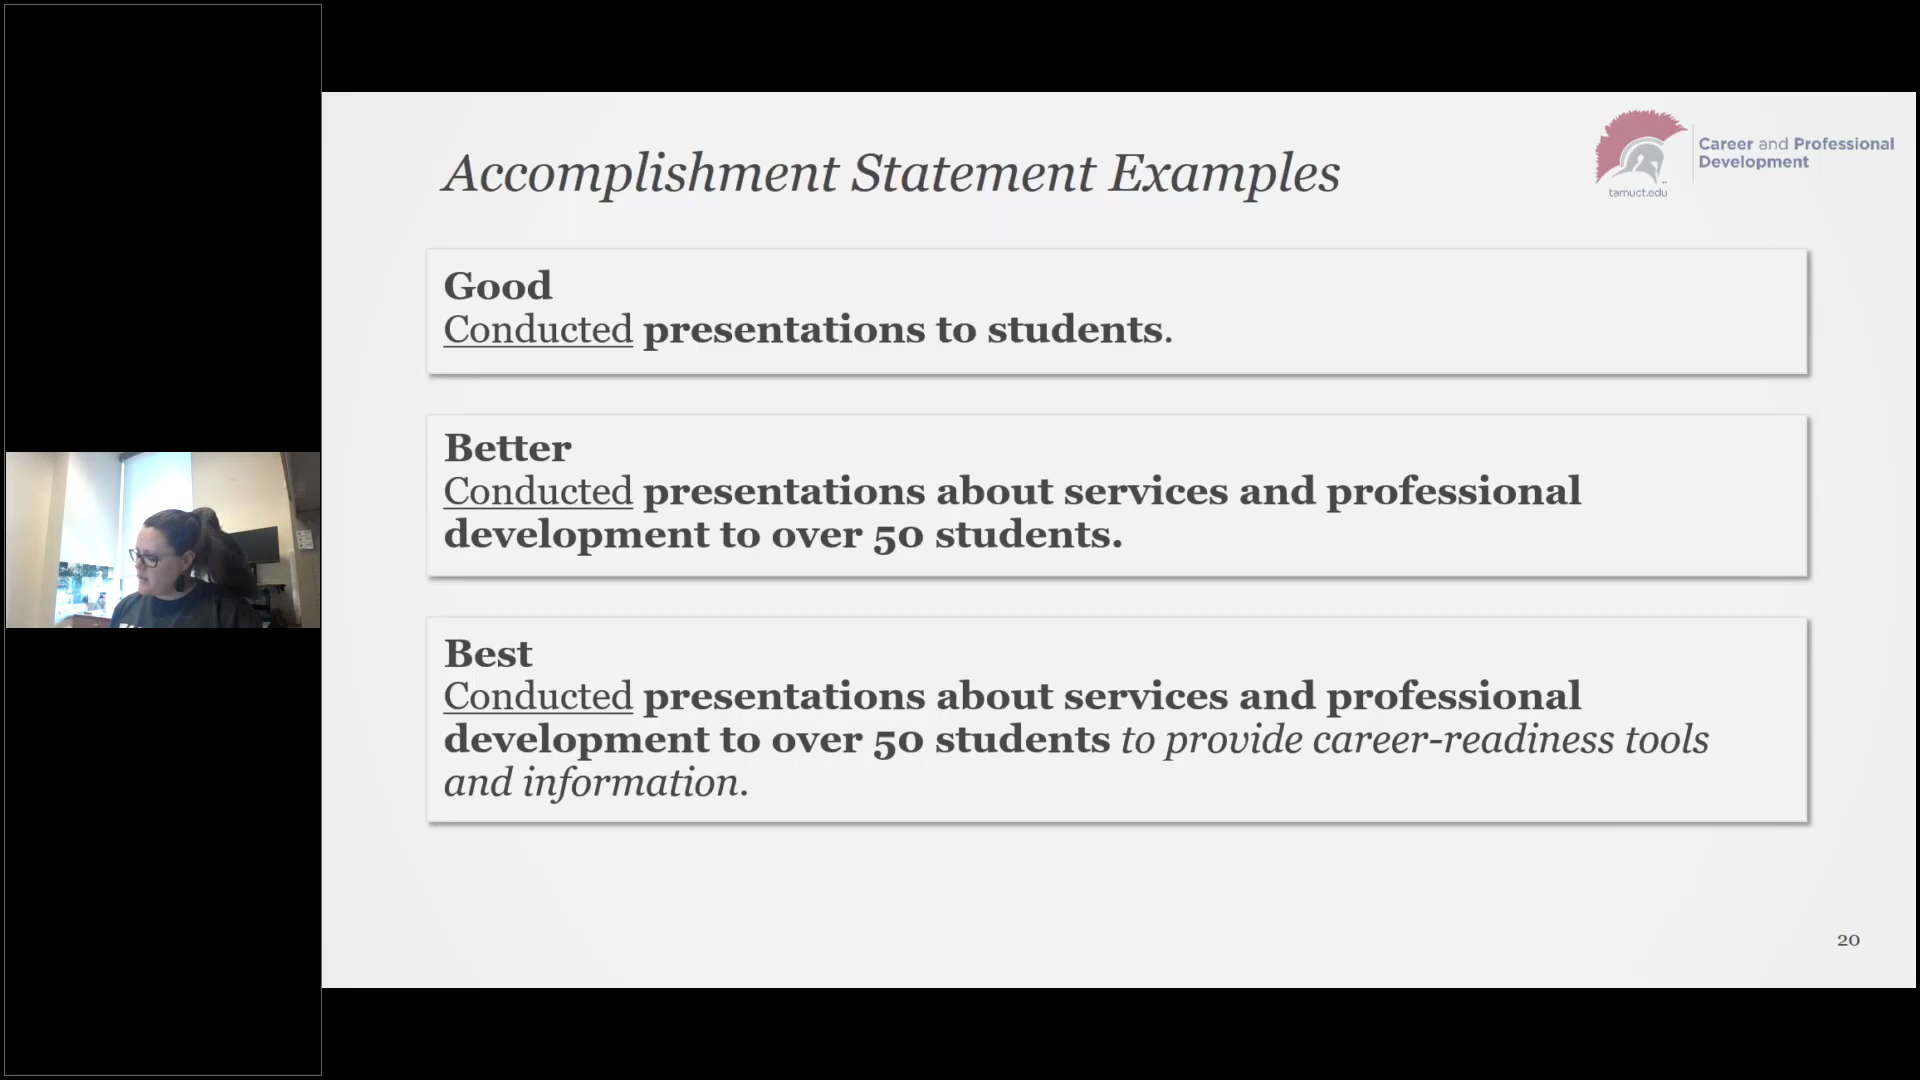 Accomplishment Statement Examples
Career and Professional
Development
tamuct.edu
Good
Conducted presentations to students.
Better
Conducted presentations about services and professional
development to over 50 students.
Best
Conducted presentations about services and professional
development to over 50 students to provide career-readiness tools
and information.
20